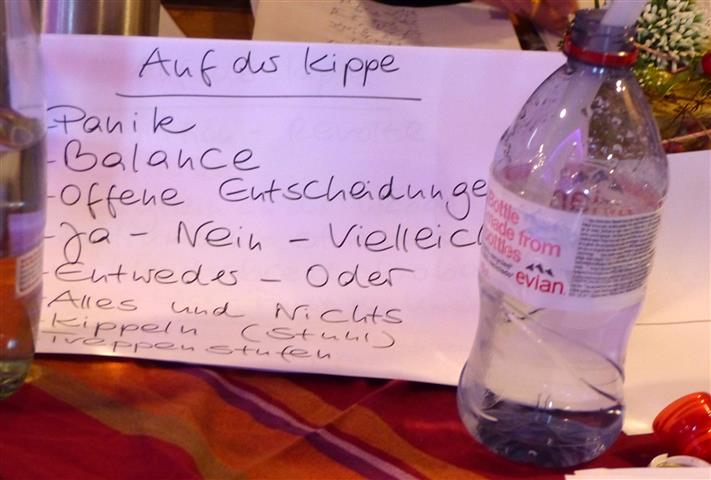 Auf der Kippe
- Panik
- Balance
- Offene Entscheidunge
- Ja - Nein - Vielleic
- Entweder - Oder
- Alles und Nichts
- Kippeln (Stuhl)
Treppenstufen
Bottle
made from
bottles
evian